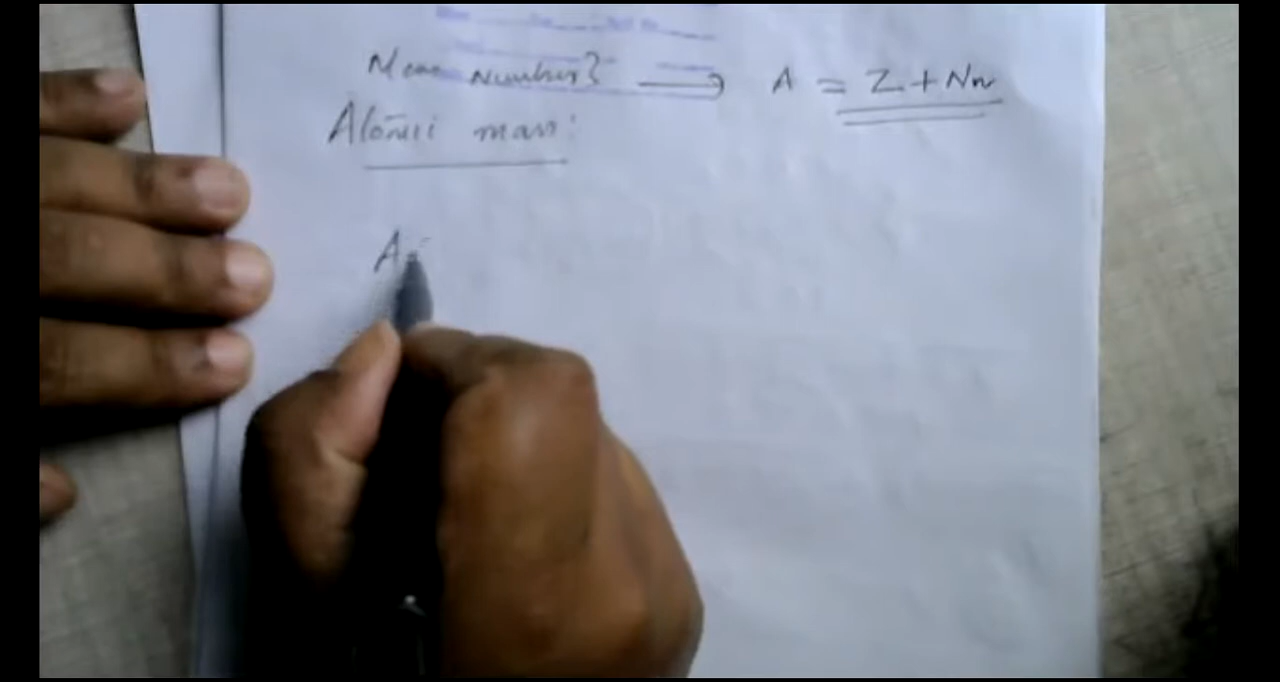 Mass Number } → A = Z + Nn
Atomic mass :
A =